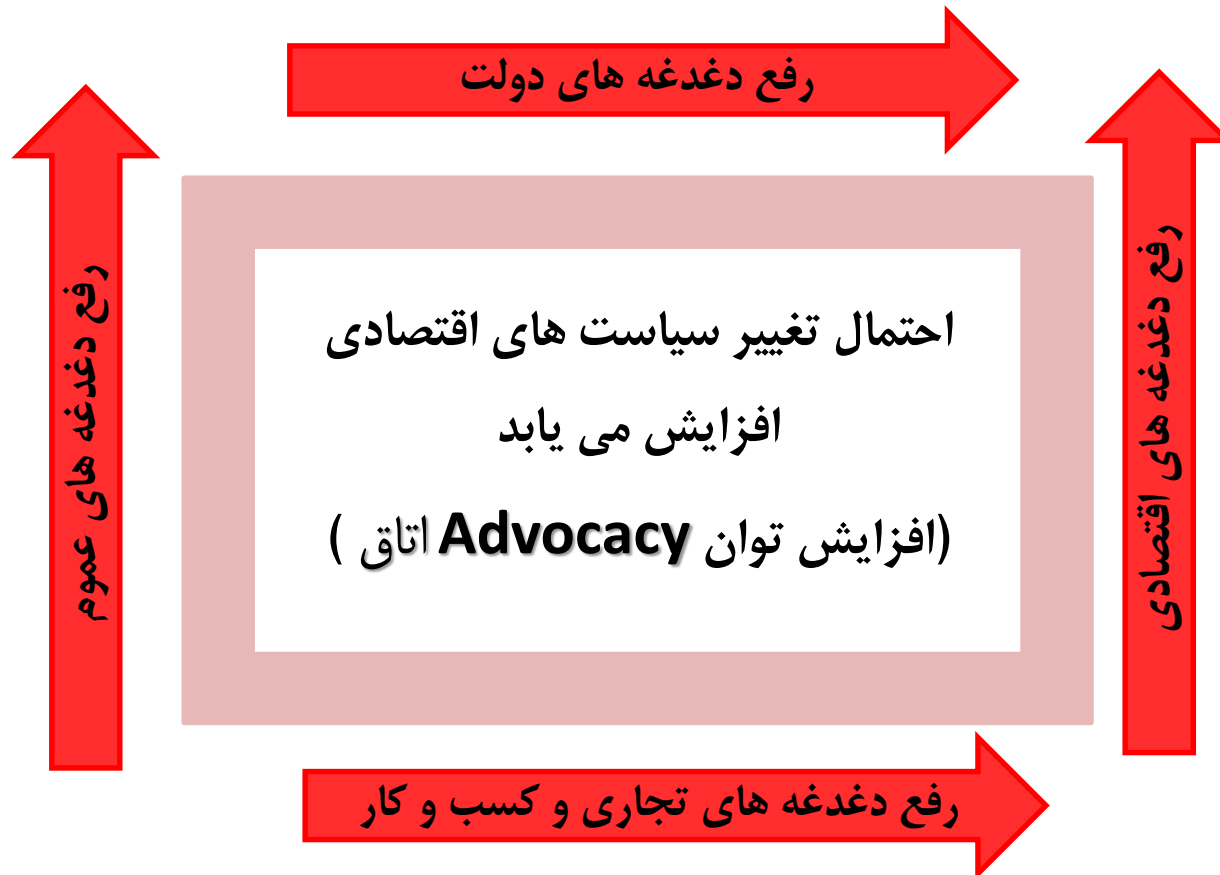 رفع دغدغه های دولت
رفع دغدغه های اقتصادی
احتمال تغییر سیاست های اقتصادی
افزایش می یابد
(افزایش توان Advocacy اتاق )
رفع دغدغه های عموم
رفع دغدغه های تجاری و کسب و کار